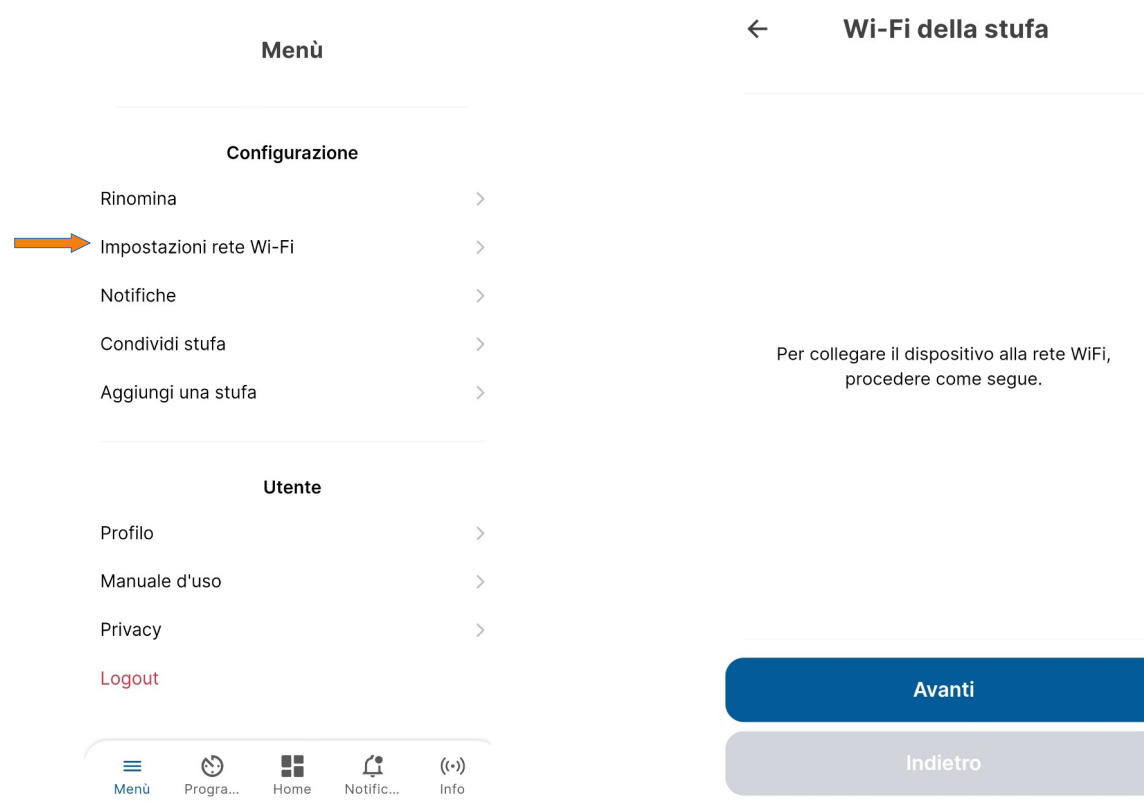 Menù
Configurazione
Rinomina
Impostazioni rete Wi-Fi
Notifiche
Condividi stufa
Aggiungi una stufa
Utente
Profilo
Manuale d'uso
Privacy
Logout
Menù
Progra...
Home
Notific...
Info
Wi-Fi della stufa
Per collegare il dispositivo alla rete WiFi,
procedere come segue.
Avanti
Indietro